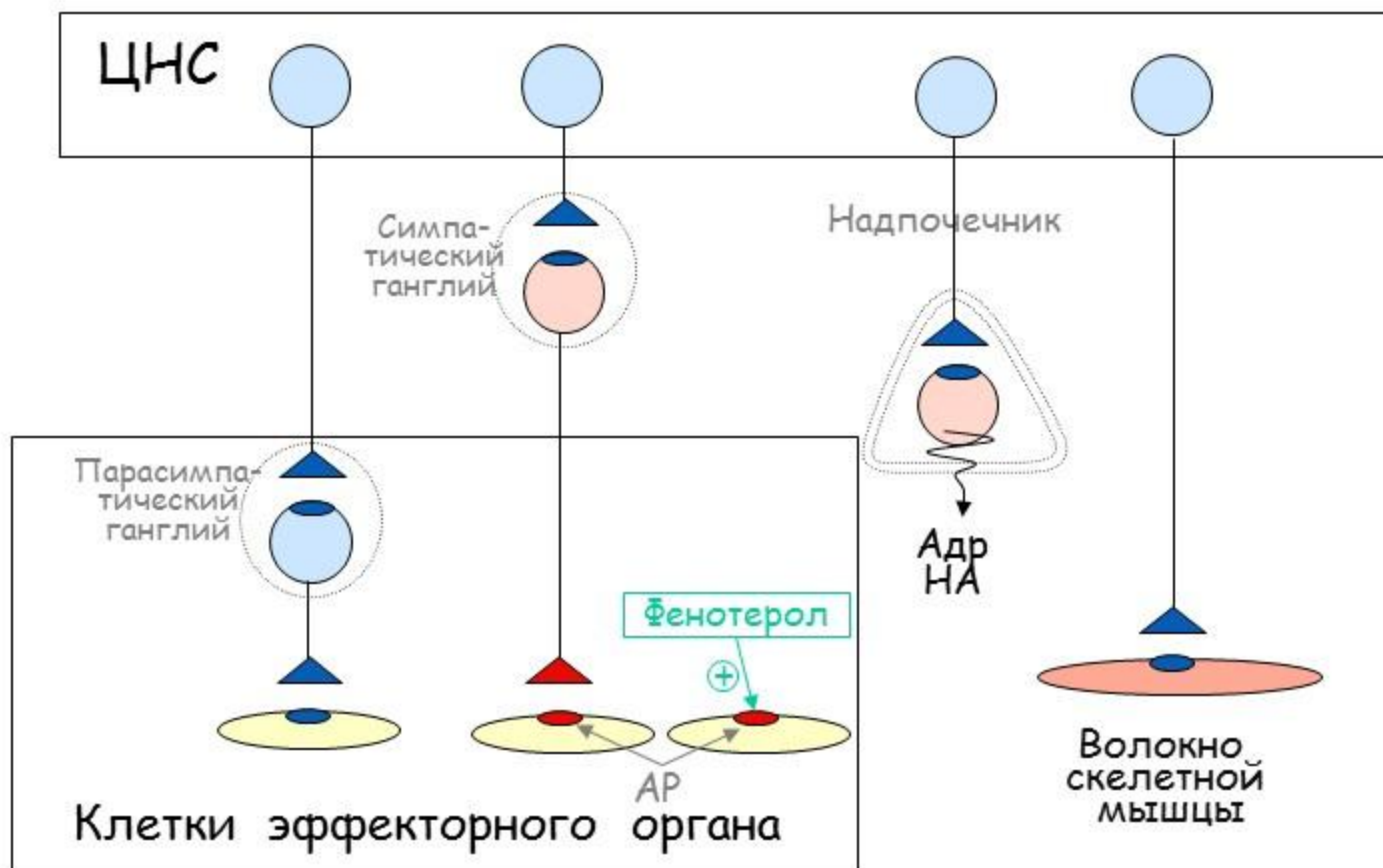 ЦНС
Симпа-
тический
ганглий
Надпочечник
Парасимпа-
тический
ганглий
Адр
НА
Фенотерол
+
АР
Волокно
скелетной
мышцы
Клетки эффекторного органа